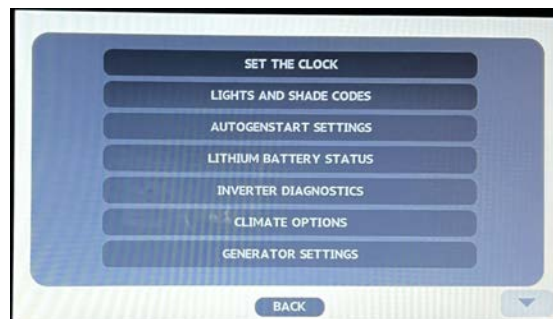 SET THE CLOCK
LIGHTS AND SHADE CODES
AUTOGENSTART SETTINGS
LITHIUM BATTERY STATUS
INVERTER DIAGNOSTICS
CLIMATE OPTIONS
GENERATOR SETTINGS
BACK